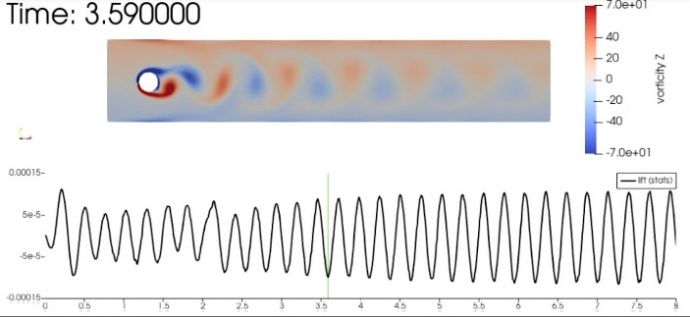 Time: 3.590000
7.0e+01
40
20
0
-20
-40
-7.0e+01
vorticity Z
0.00015
5e-5
-5e-5
-0.00015
lift (stats)
0 0.5 1 1.5 2 2.5 3 3.5 4 4.5 5 5.5 6 6.5 7 7.5 8